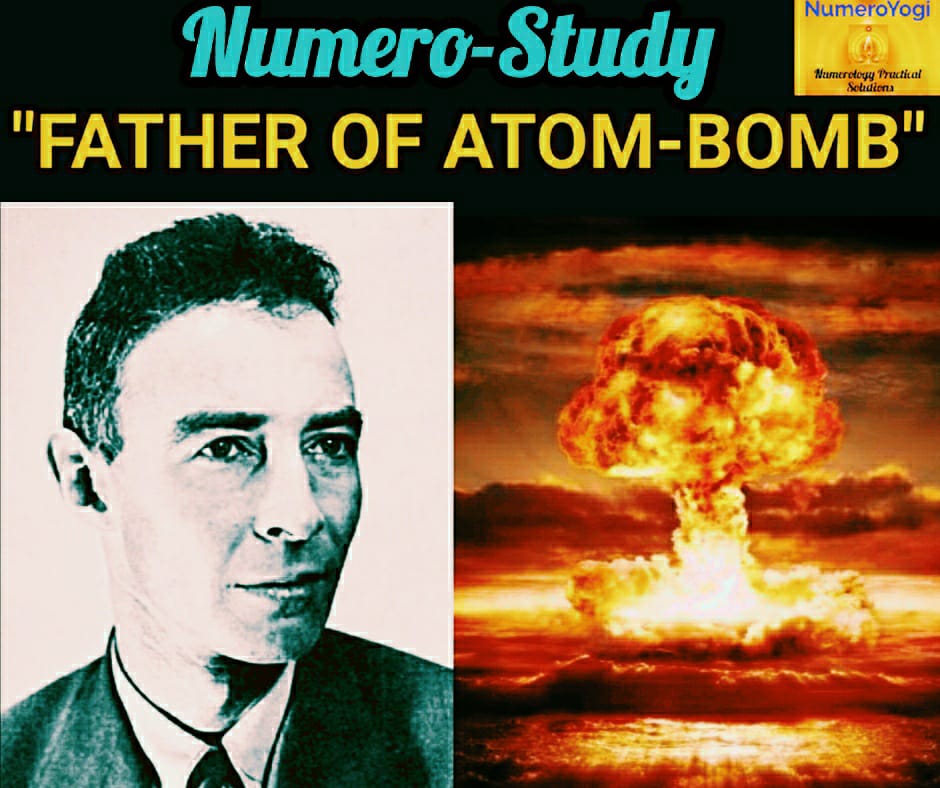 Numero-Study
NumeroYogi
Numerology Practical
Solutions
"FATHER OF ATOM-BOMB"